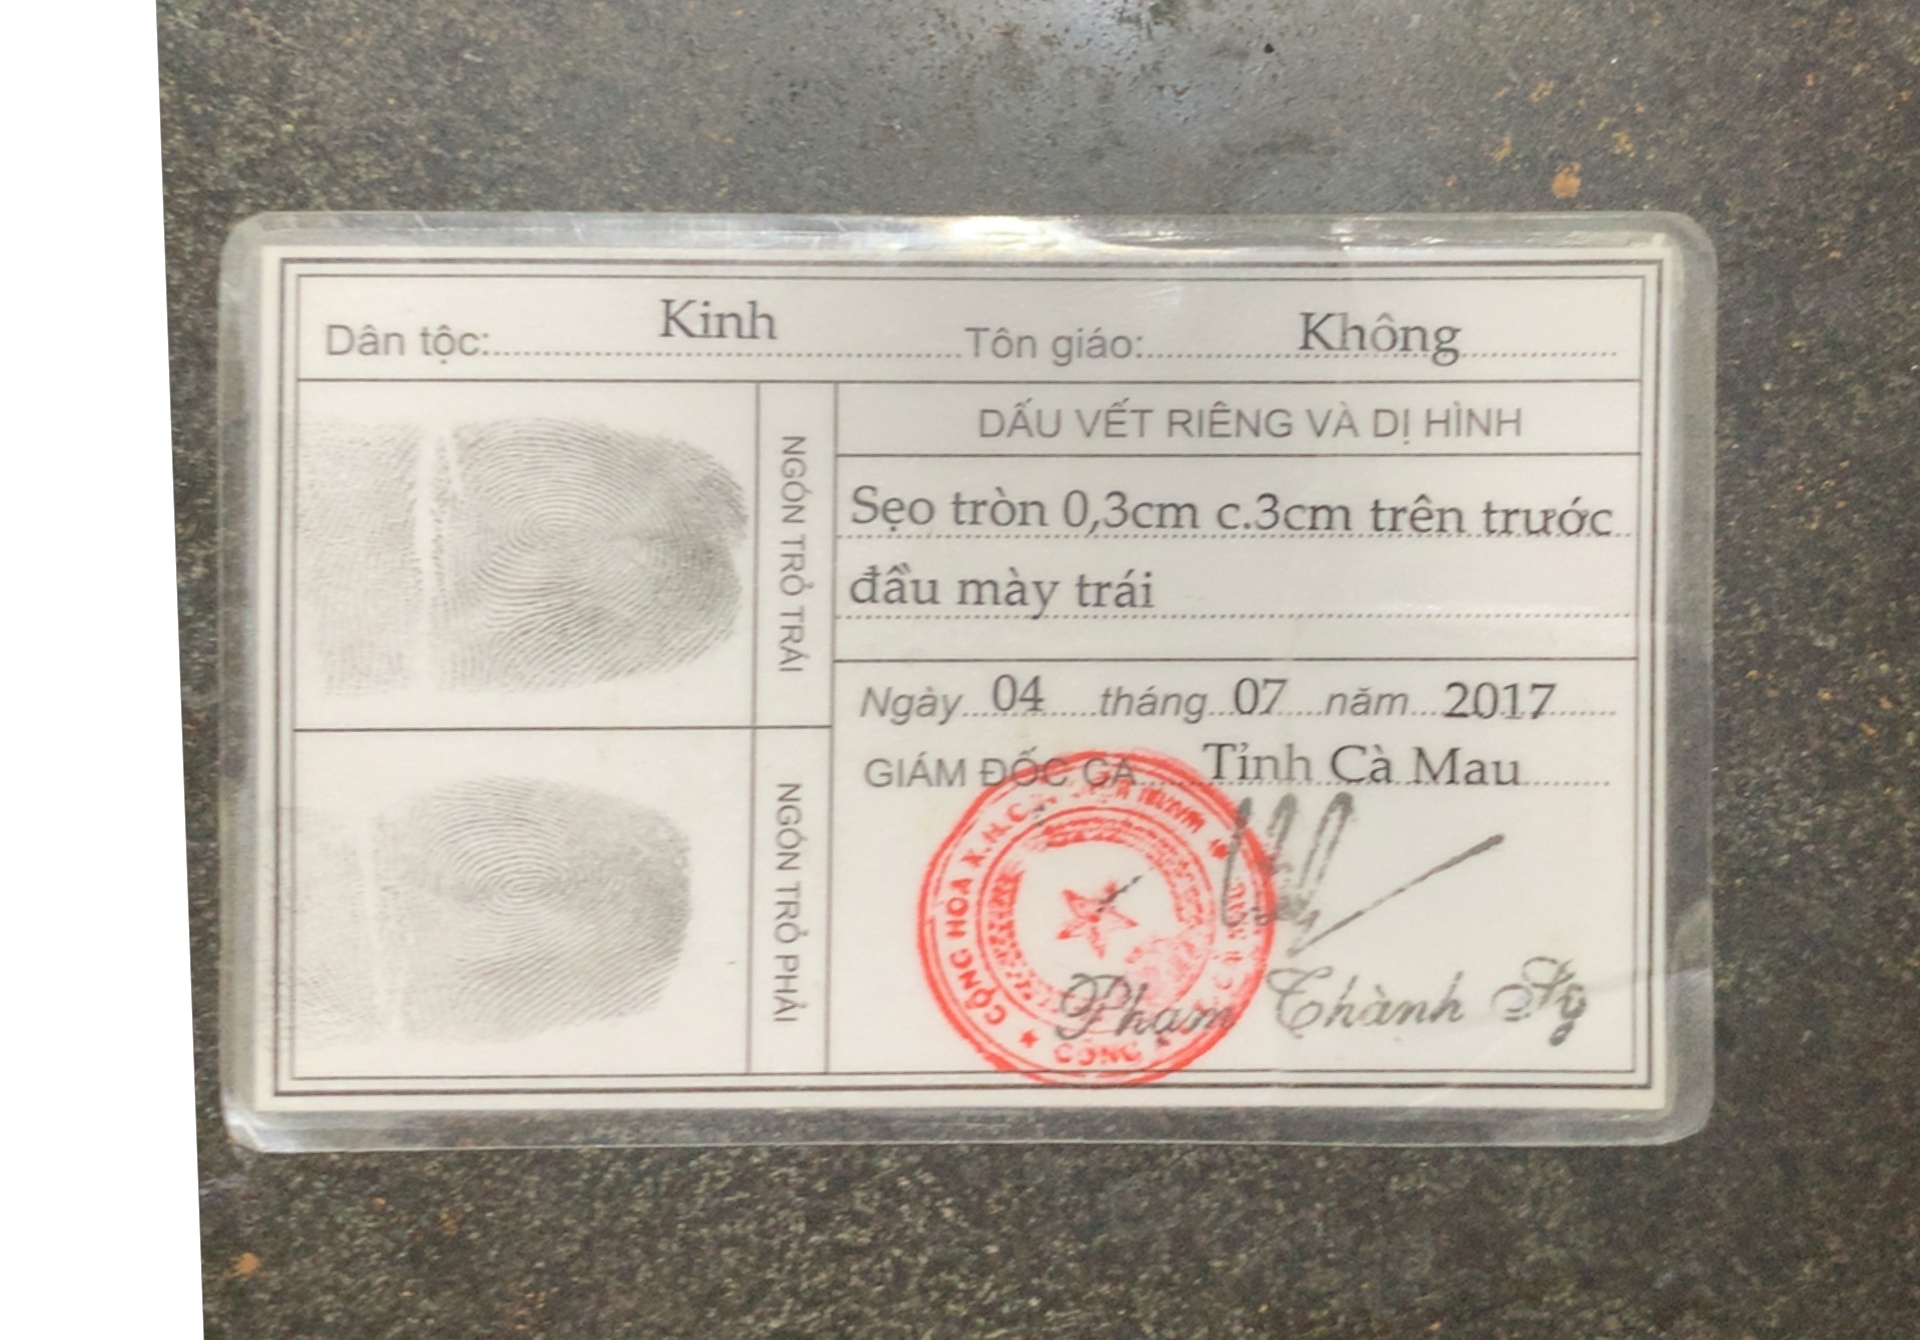 Dân tộc: Kinh Tôn giáo: Không
NGÓN TRỎ TRÁI
NGÓN TRỎ PHẢI
DẤU VẾT RIÊNG VÀ DỊ HÌNH
Sẹo tròn 0,3cm c.3cm trên trước
đầu mày trái
Ngày 04 tháng 07 năm 2017
GIÁM ĐỐC CA Tỉnh Cà Mau
CỘNG HÒA X.H.C.N
CÔNG
Phạm Thành Sỹ